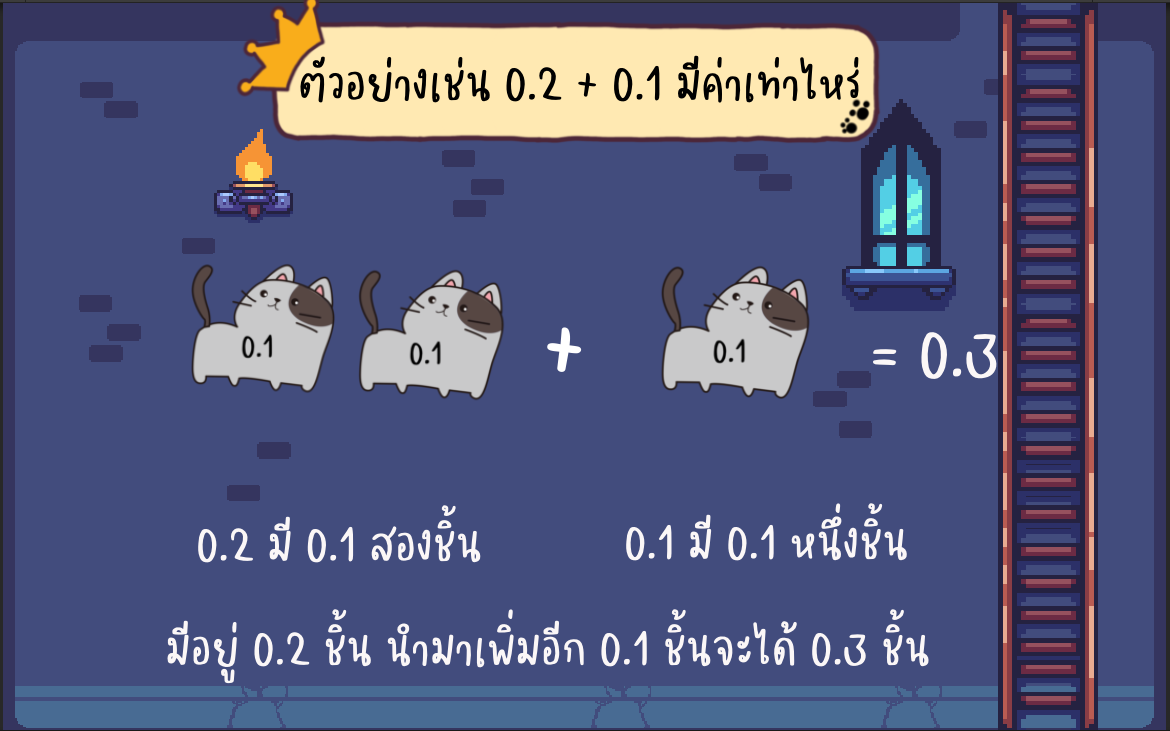 ตัวอย่างเช่น 0.2 + 0.1 มีค่าเท่าไหร่
0.1 0.1 + 0.1 = 0.3
0.2 มี 0.1 สองชิ้น 0.1 มี 0.1 หนึ่งชิ้น
มีอยู่ 0.2 ชิ้น นำมาเพิ่มอีก 0.1 ชิ้นจะได้ 0.3 ชิ้น